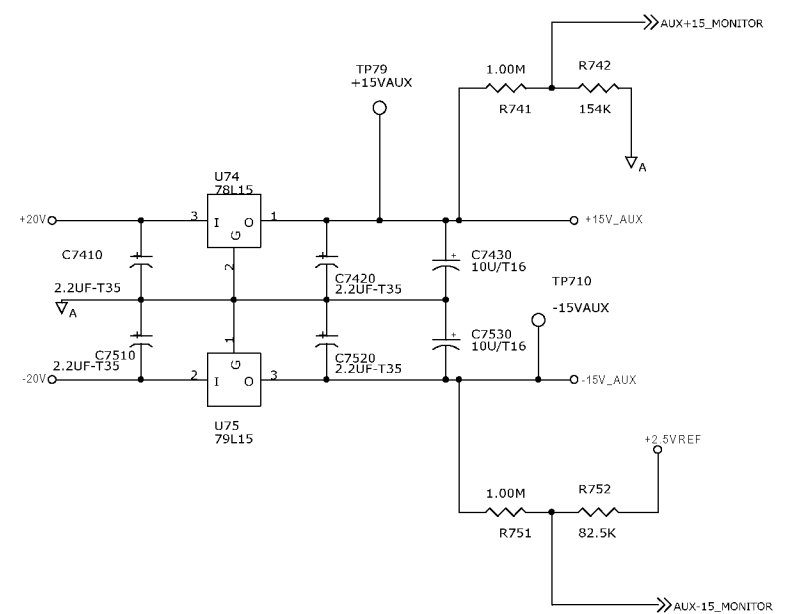 AUX+15_MONITOR
1.00M
R742
R741
154K
A
TP79
+15VAUX
U74
78L15
+20V
3
I
O
1
+15V_AUX
G
2
C7410
2.2UF-T35
C7420
2.2UF-T35
C7430
10U/T16
A
TP710
-15VAUX
C7510
2.2UF-T35
1
G
C7520
2.2UF-T35
C7530
10U/T16
-20V
2
I
O
3
-15V_AUX
U75
79L15
+2.5VREF
1.00M
R752
R751
82.5K
AUX-15_MONITOR